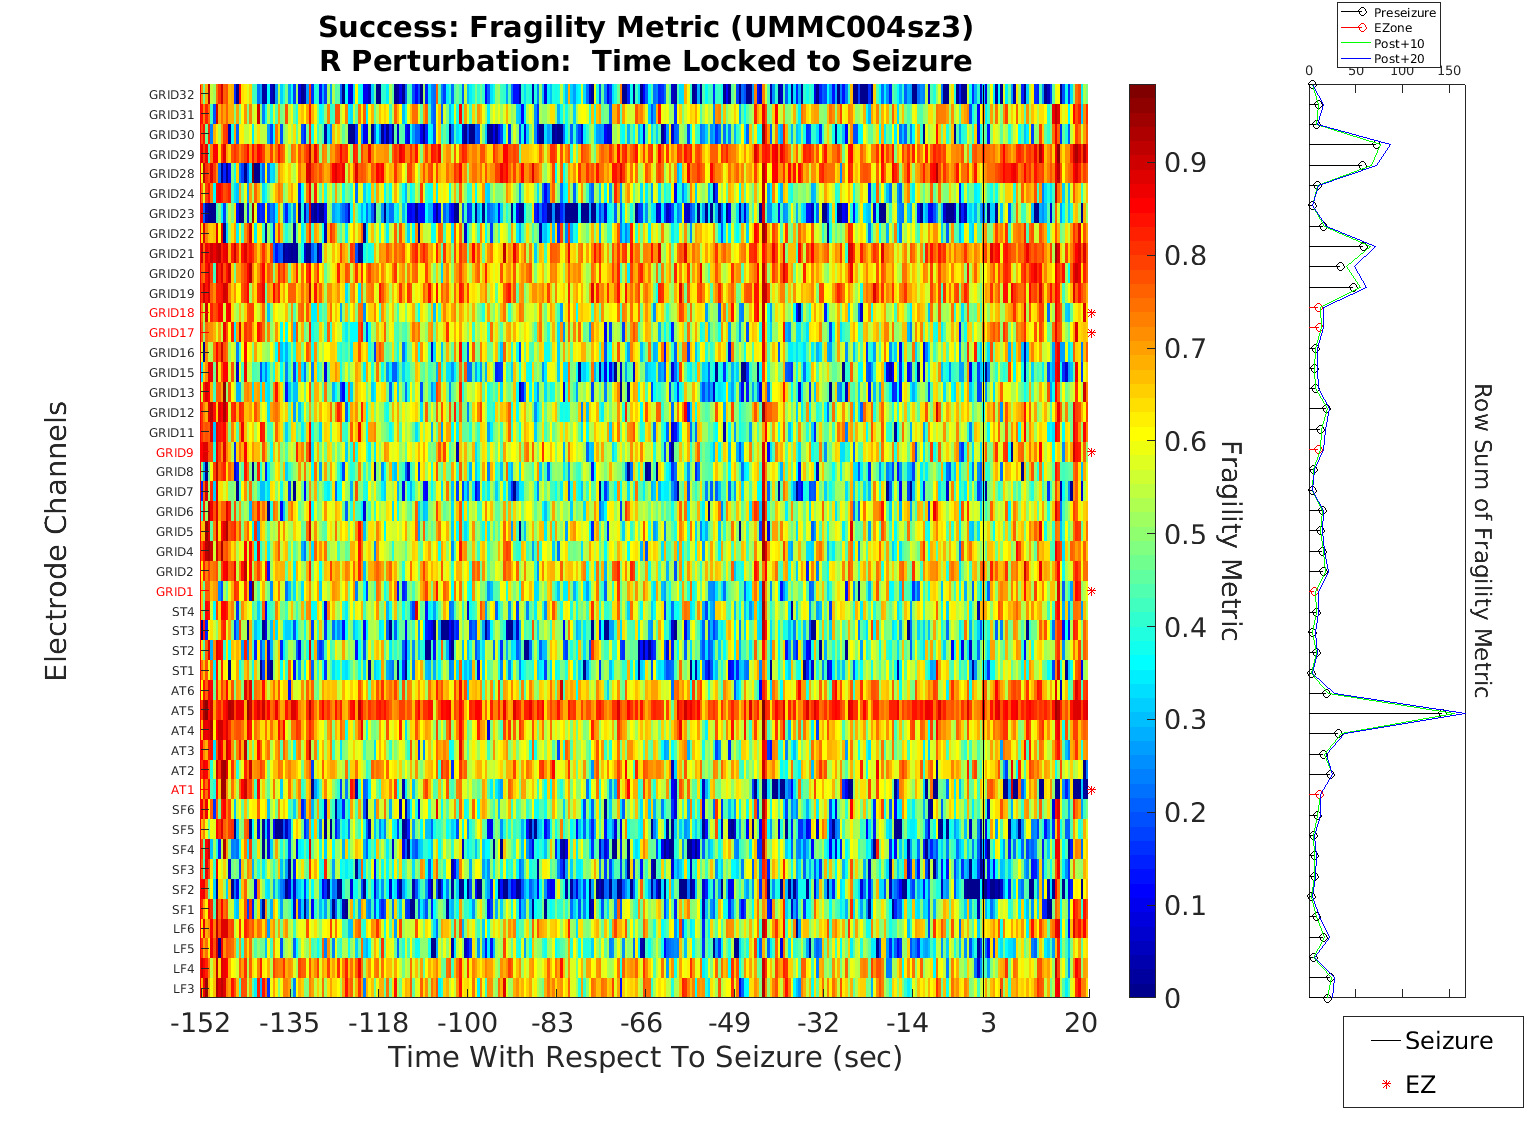 Success: Fragility Metric (UMMC004sz3)
R Perturbation:  Time Locked to Seizure
Electrode Channels
GRID32
GRID31
GRID30
GRID29
GRID28
GRID24
GRID23
GRID22
GRID21
GRID20
GRID19
GRID18
GRID17
GRID16
GRID15
GRID13
GRID12
GRID11
GRID9
GRID8
GRID7
GRID6
GRID5
GRID4
GRID2
GRID1
ST4
ST3
ST2
ST1
AT6
AT5
AT4
AT3
AT2
AT1
SF6
SF5
SF4
SF3
SF2
SF1
LF6
LF5
LF4
LF3
-152 -135 -118 -100 -83 -66 -49 -32 -14 3 20
Time With Respect To Seizure (sec)
0.9
0.8
0.7
0.6
0.5
0.4
0.3
0.2
0.1
0
Fragility Metric
Preseizure
EZone
Post+10
Post+20
0 50 100 150
Row Sum of Fragility Metric
Seizure
EZ